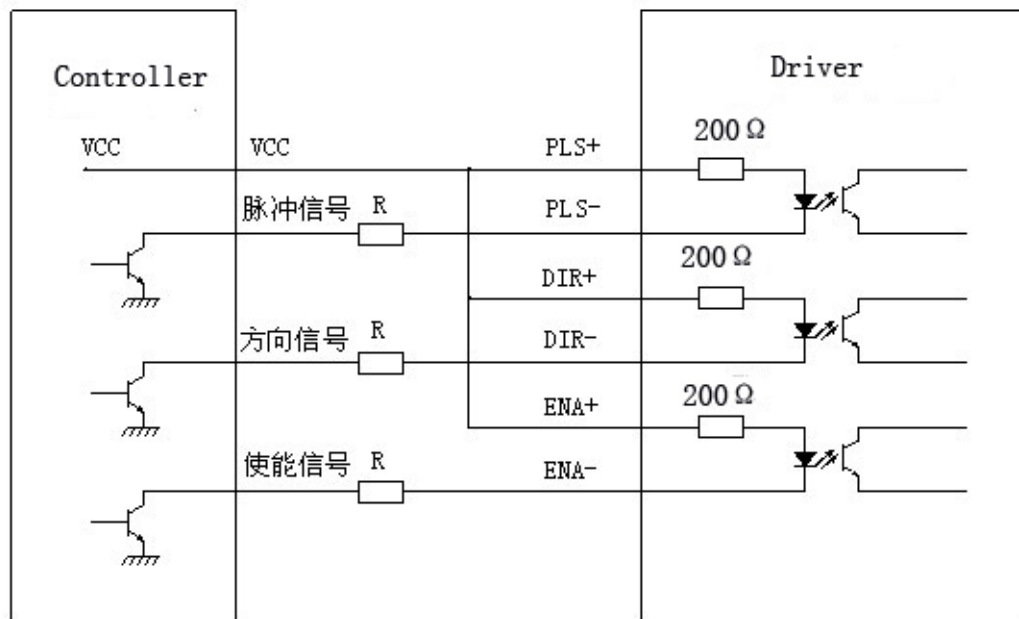 Controller
Driver
200Ω
VCC VCC PLS+
脉冲信号 R PLS-
200Ω
DIR+
方向信号 R DIR-
200Ω
ENA+
使能信号 R ENA-